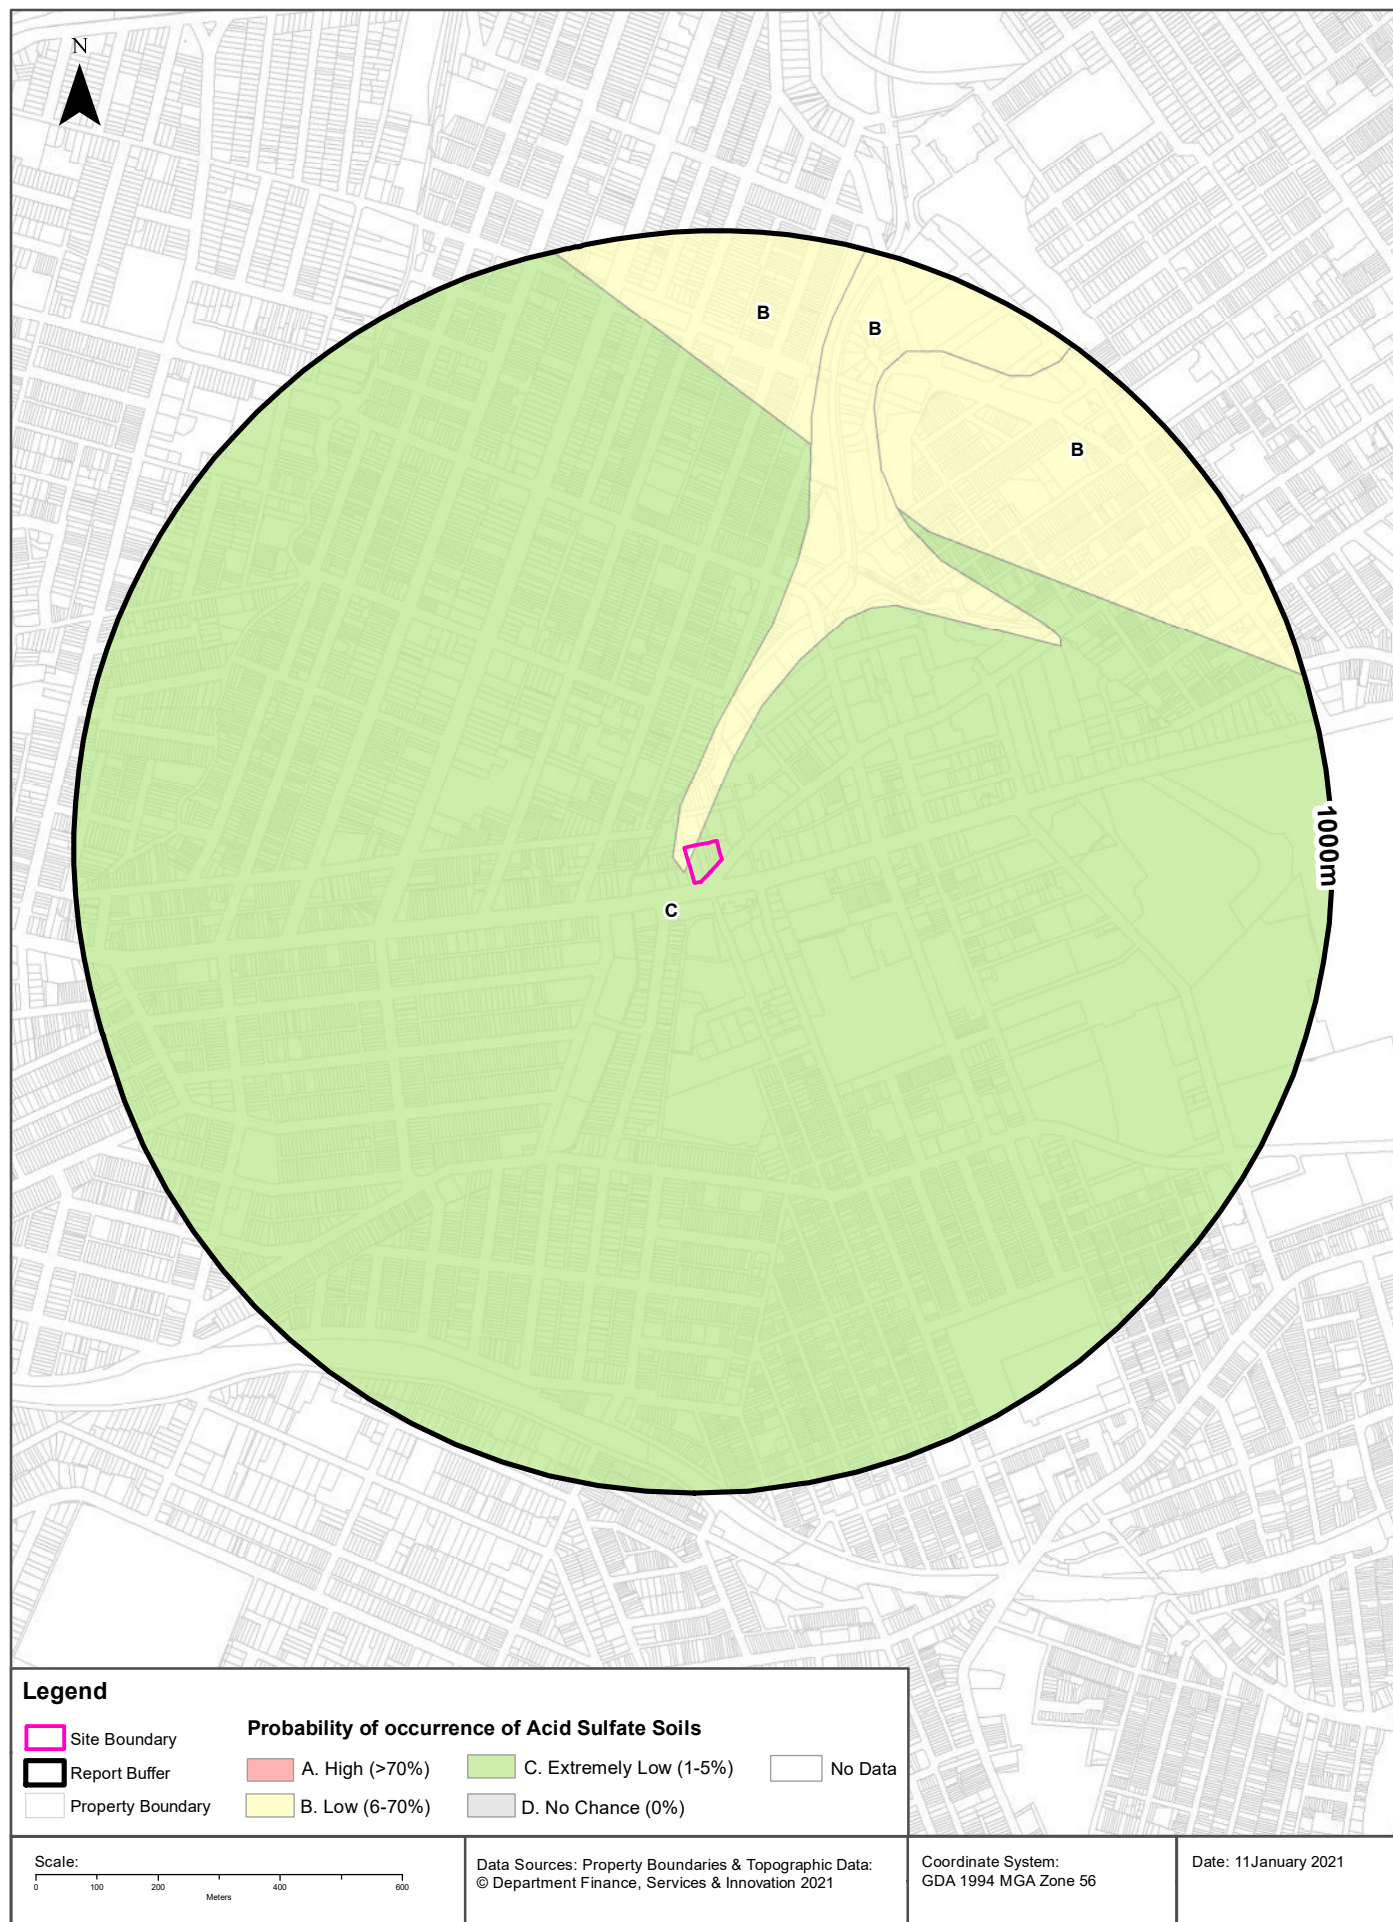 N
B
B
B
1000m
C
Legend
Site Boundary
Report Buffer
Property Boundary
Probability of occurrence of Acid Sulfate Soils
A. High (>70%)
C. Extremely Low (1-5%)
No Data
B. Low (6-70%)
D. No Chance (0%)
Scale:
0 100 200 400 600
Meters
Data Sources: Property Boundaries & Topographic Data:
© Department Finance, Services & Innovation 2021
Coordinate System:
GDA 1994 MGA Zone 56
Date: 11January 2021